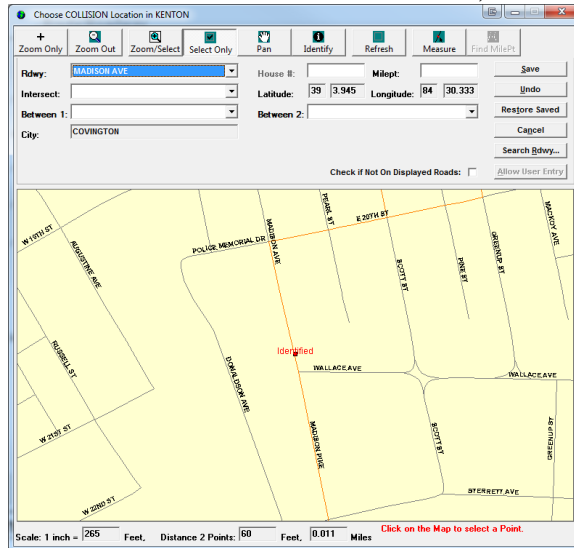 Choose COLLISION Location in KENTON
Zoom Only Zoom Out Zoom/Select Select Only Pan Identify Refresh Measure Find MilePt
Rdwy: MADISON AVE House #: Milept: Save
Intersect: Latitude: 39 3.945 Longitude: 84 30.333 Undo
Between 1: Between 2: Restore Saved
City: COVINGTON Cancel
Search Rdwy...
Check if Not On Displayed Roads: Allow User Entry
W 19TH ST
AUGUSTINE AVE
POLICE MEMORIAL DR
MADISON AVE
PEARL ST
E 20TH ST
SCOTT ST
PINE ST
GREENUP ST
MACKOY AVE
Identified
RUSSELL ST
DONALDSON AVE
WALLACE AVE
WALLACE AVE
W 21ST ST
MADISON PIKE
SCOTT ST
GREENUP ST
W 22ND ST
STERRETT AVE
Scale: 1 inch = 265 Feet, Distance 2 Points: 60 Feet, 0.011 Miles Click on the Map to select a Point.